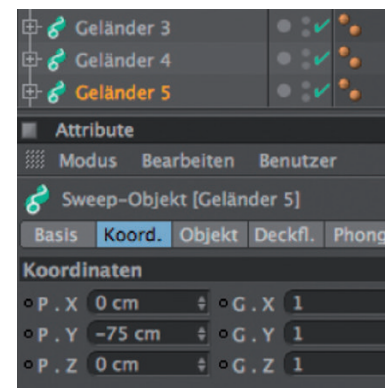 Geländer 3
Geländer 4
Geländer 5
Attribute
Modus Bearbeiten Benutzer
Sweep-Objekt [Geländer 5]
Basis Koord. Objekt Deckfl. Phong
Koordinaten
P . X 0 cm G . X 1
P . Y -75 cm G . Y 1
P . Z 0 cm G . Z 1